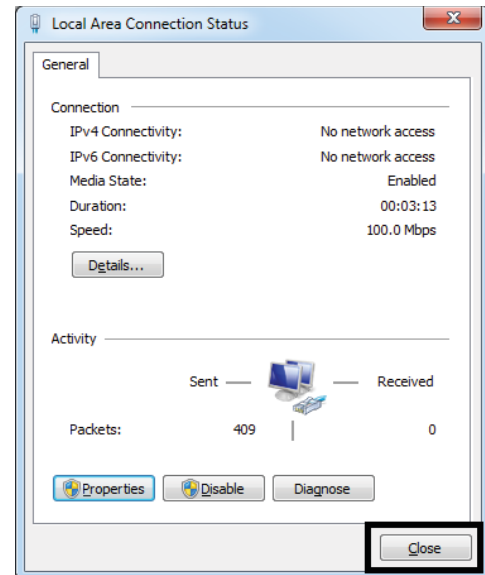 Local Area Connection Status
General
Connection
IPv4 Connectivity: No network access
IPv6 Connectivity: No network access
Media State: Enabled
Duration: 00:03:13
Speed: 100.0 Mbps
Details...
Activity
Sent Received
Packets: 409 0
Properties Disable Diagnose
Close